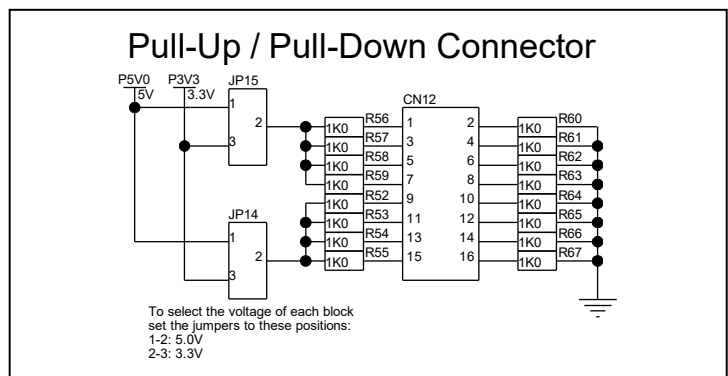 Pull-Up / Pull-Down Connector
P5V0 P3V3 JP15
5V 3.3V
1
2
3
CN12
1K0 R56 1 2 1K0 R60
1K0 R57 3 4 1K0 R61
1K0 R58 5 6 1K0 R62
1K0 R59 7 8 1K0 R63
1K0 R52 9 10 1K0 R64
1K0 R53 11 12 1K0 R65
1K0 R54 13 14 1K0 R66
1K0 R55 15 16 1K0 R67
JP14
1
2
3
To select the voltage of each block
set the jumpers to these positions:
1-2: 5.0V
2-3: 3.3V